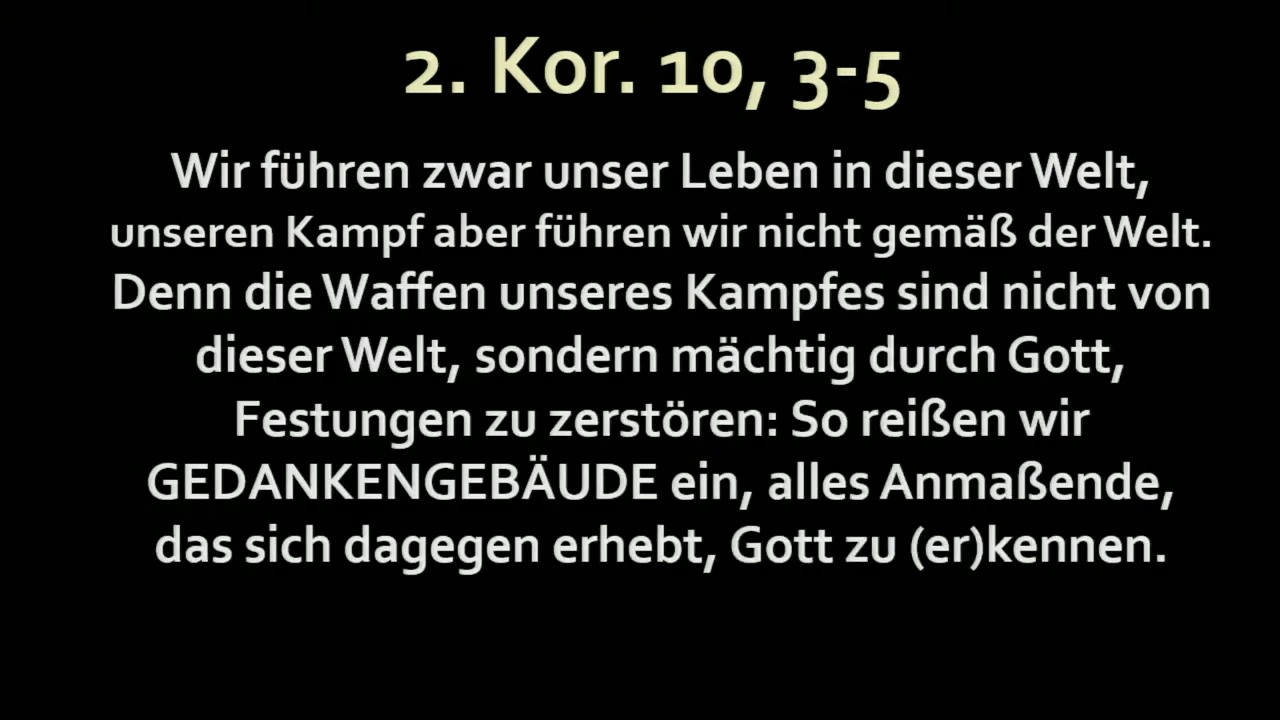 2. Kor. 10, 3-5
Wir führen zwar unser Leben in dieser Welt,
unseren Kampf aber führen wir nicht gemäß der Welt.
Denn die Waffen unseres Kampfes sind nicht von
dieser Welt, sondern mächtig durch Gott,
Festungen zu zerstören: So reißen wir
GEDANKENGEBÄUDE ein, alles Anmaßende,
das sich dagegen erhebt, Gott zu (er)kennen.